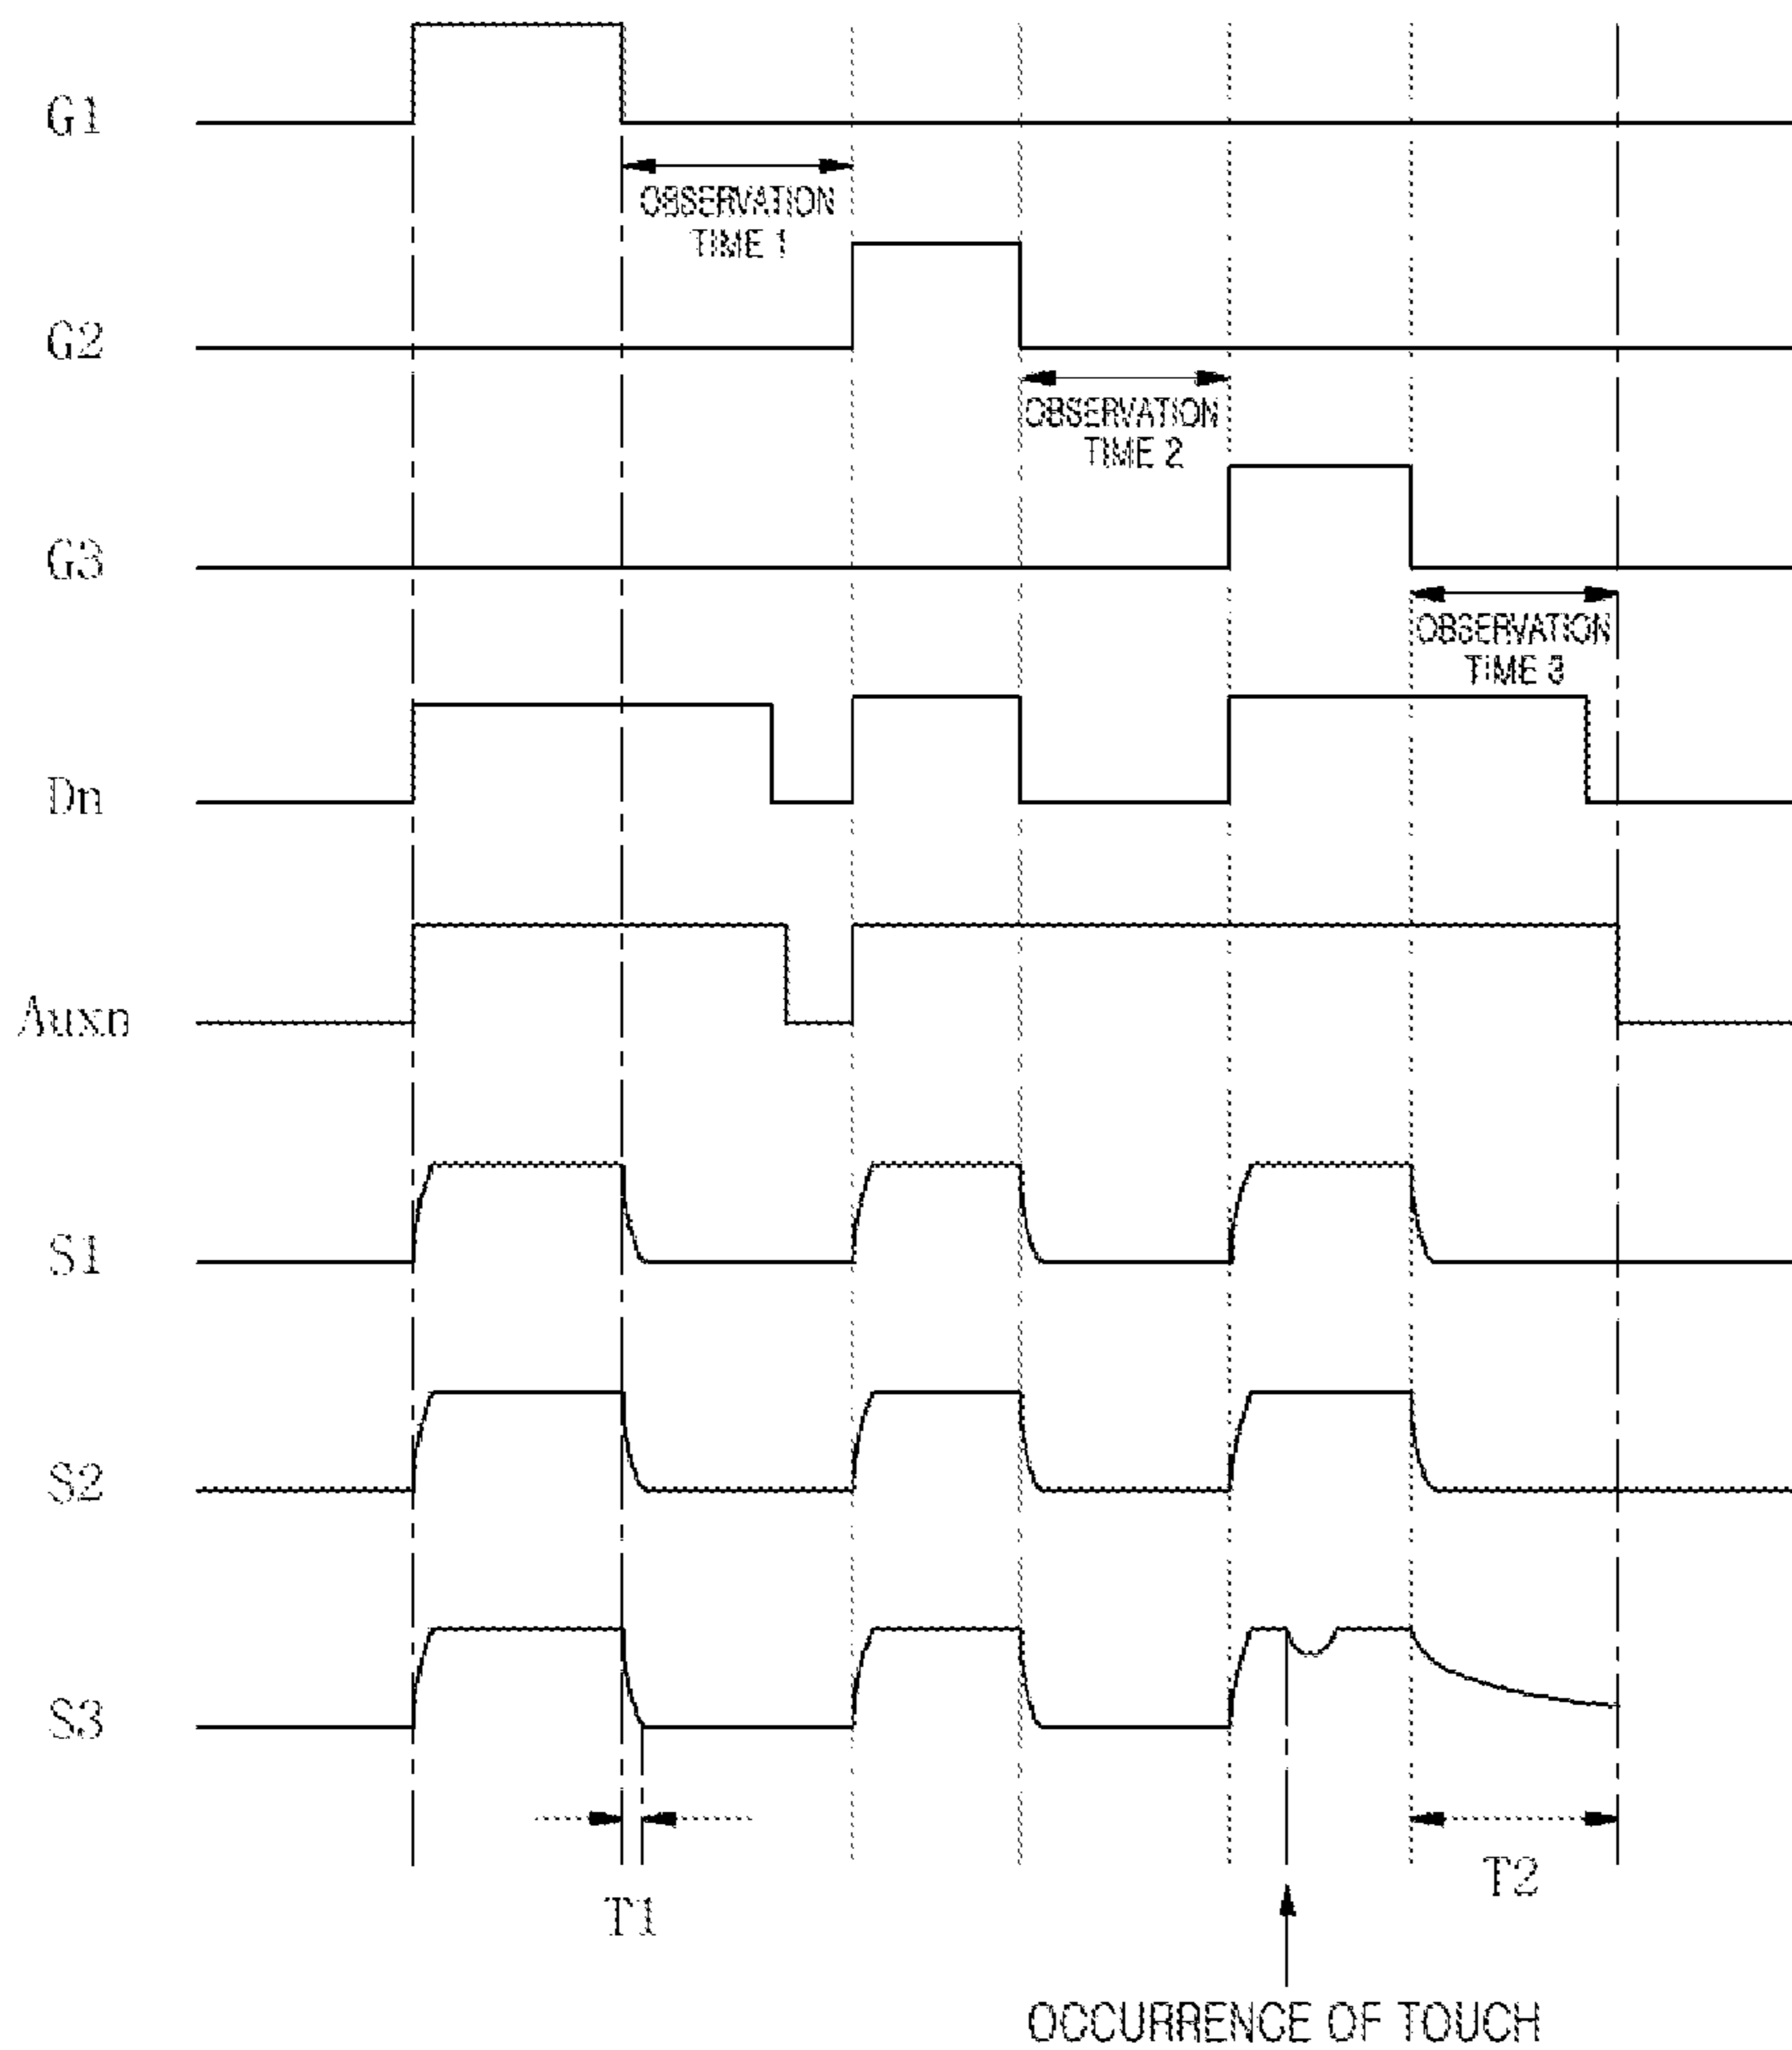 G1
OBSERVATION
TIME 1
G2
OBSERVATION
TIME 2
G3
OBSERVATION
TIME 3
Dn
Auxn
S1
S2
S3
T1
T2
OCCURRENCE OF TOUCH